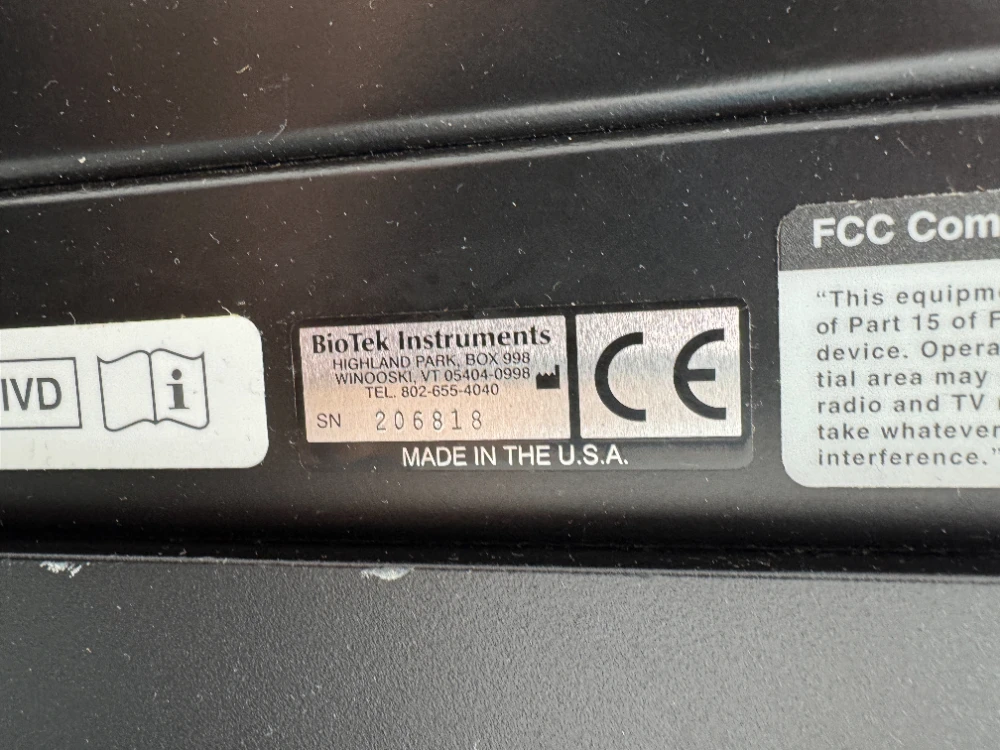 IVD
i
BioTek Instruments
HIGHLAND PARK, BOX 998
WINOOSKI, VT 05404-0998
TEL. 802-655-4040
SN 206818
CE
MADE IN THE U.S.A.
FCC Com
“This equipm
of Part 15 of F
device. Opera
tial area may
radio and TV
take whatever
interference.”